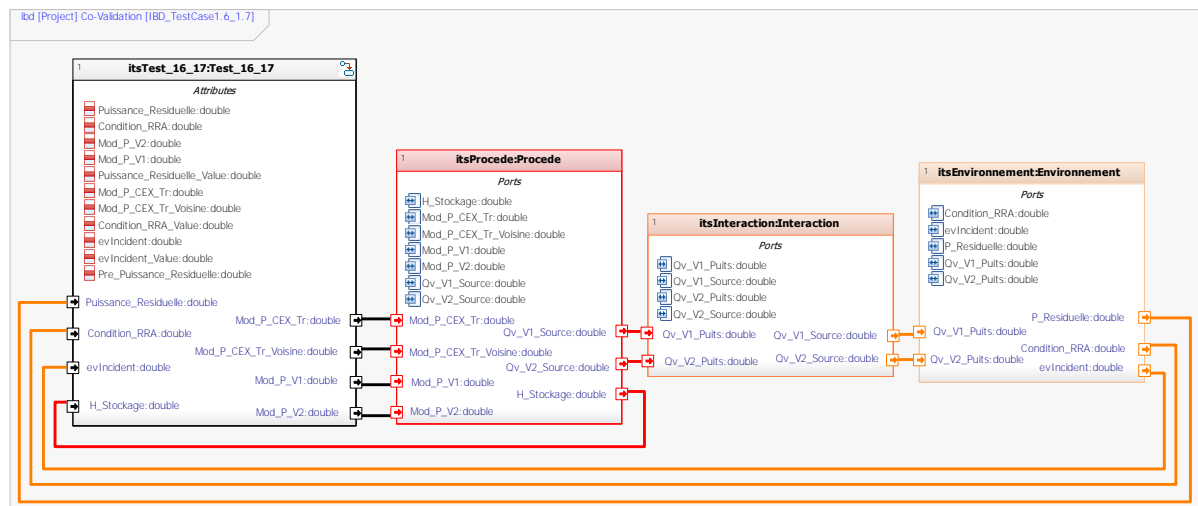 ibd [Project] Co-Validation [IBD_TestCase1.6_1.7]
1
itsTest_16_17:Test_16_17
Attributes
Puissance_Residuelle:double
Condition_RRA:double
Mod_P_V2:double
Mod_P_V1:double
Puissance_Residuelle_Value:double
Mod_P_CEX_Tr:double
Mod_P_CEX_Tr_Voisine:double
Condition_RRA_Value:double
evIncident:double
evIncident_Value:double
Pre_Puissance_Residuelle:double
Puissance_Residuelle:double
Mod_P_CEX_Tr:double
Condition_RRA:double
Mod_P_CEX_Tr_Voisine:double
evIncident:double
Mod_P_V1:double
H_Stockage:double
Mod_P_V2:double
1
itsProcede:Procede
Ports
H_Stockage:double
Mod_P_CEX_Tr:double
Mod_P_CEX_Tr_Voisine:double
Mod_P_V1:double
Mod_P_V2:double
Qv_V1_Source:double
Qv_V2_Source:double
Mod_P_CEX_Tr:double
Qv_V1_Source:double
Mod_P_CEX_Tr_Voisine:double
Qv_V2_Source:double
Mod_P_V1:double
H_Stockage:double
Mod_P_V2:double
1
itsInteraction:Interaction
Ports
Qv_V1_Puits:double
Qv_V1_Source:double
Qv_V2_Puits:double
Qv_V2_Source:double
Qv_V1_Puits:double
Qv_V1_Source:double
Qv_V2_Puits:double
Qv_V2_Source:double
1
itsEnvironnement:Environnement
Ports
Condition_RRA:double
evIncident:double
P_Residuelle:double
Qv_V1_Puits:double
Qv_V2_Puits:double
P_Residuelle:double
Qv_V1_Puits:double
Condition_RRA:double
Qv_V2_Puits:double
evIncident:double